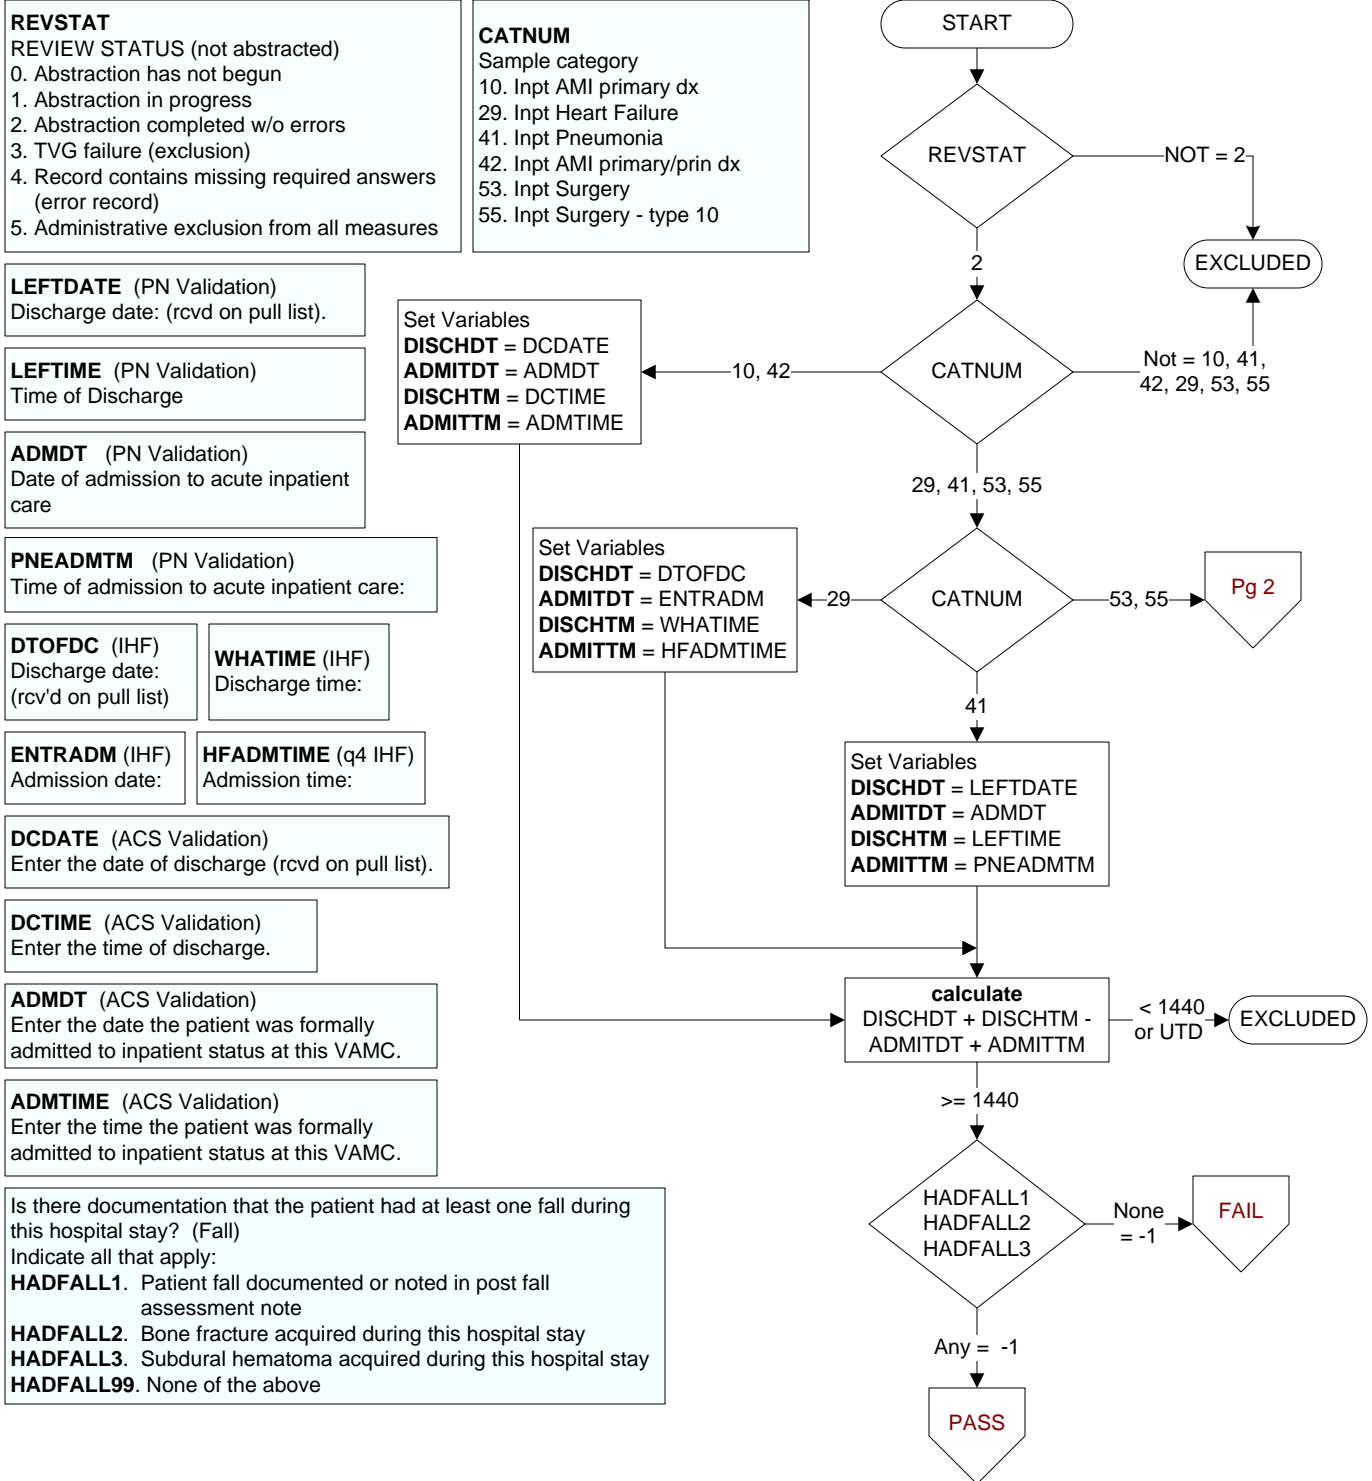 REVSTAT
REVIEW STATUS (not abstracted)
0. Abstraction has not begun
1. Abstraction in progress
2. Abstraction completed w/o errors
3. TVG failure (exclusion)
4. Record contains missing required answers
(error record)
5. Administrative exclusion from all measures
CATNUM
Sample category
10. Inpt AMI primary dx
29. Inpt Heart Failure
41. Inpt Pneumonia
42. Inpt AMI primary/prin dx
53. Inpt Surgery
55. Inpt Surgery - type 10
LEFTDATE (PN Validation)
Discharge date: (rcvd on pull list).
LEFTIME (PN Validation)
Time of Discharge
ADMDT (PN Validation)
Date of admission to acute inpatient
care
PNEADMTM (PN Validation)
Time of admission to acute inpatient care:
DTOFDC (IHF)
Discharge date:
(rcv'd on pull list)
WHATIME (IHF)
Discharge time:
ENTRADM (IHF)
Admission date:
HFADMTIME (q4 IHF)
Admission time:
DCDATE (ACS Validation)
Enter the date of discharge (rcvd on pull list).
DCTIME (ACS Validation)
Enter the time of discharge.
ADMDT (ACS Validation)
Enter the date the patient was formally
admitted to inpatient status at this VAMC.
ADMTIME (ACS Validation)
Enter the time the patient was formally
admitted to inpatient status at this VAMC.
Is there documentation that the patient had at least one fall during
this hospital stay? (Fall)
Indicate all that apply:
HADFALL1. Patient fall documented or noted in post fall
assessment note
HADFALL2. Bone fracture acquired during this hospital stay
HADFALL3. Subdural hematoma acquired during this hospital stay
HADFALL99. None of the above
START
REVSTAT
NOT = 2
EXCLUDED
2
CATNUM
Not = 10, 41,
42, 29, 53, 55
10, 42
Set Variables
DISCHDT = DCDATE
ADMITDT = ADMDT
DISCHTM = DCTIME
ADMITTM = ADMTIME
29, 41, 53, 55
CATNUM
53, 55
Pg 2
29
Set Variables
DISCHDT = DTOFDC
ADMITDT = ENTRADM
DISCHTM = WHATIME
ADMITTM = HFADMTIME
41
Set Variables
DISCHDT = LEFTDATE
ADMITDT = ADMDT
DISCHTM = LEFTIME
ADMITTM = PNEADMTM
calculate
DISCHDT + DISCHTM -
ADMITDT + ADMITTM
< 1440
or UTD
EXCLUDED
>= 1440
HADFALL1
HADFALL2
HADFALL3
None
= -1
FAIL
Any = -1
PASS